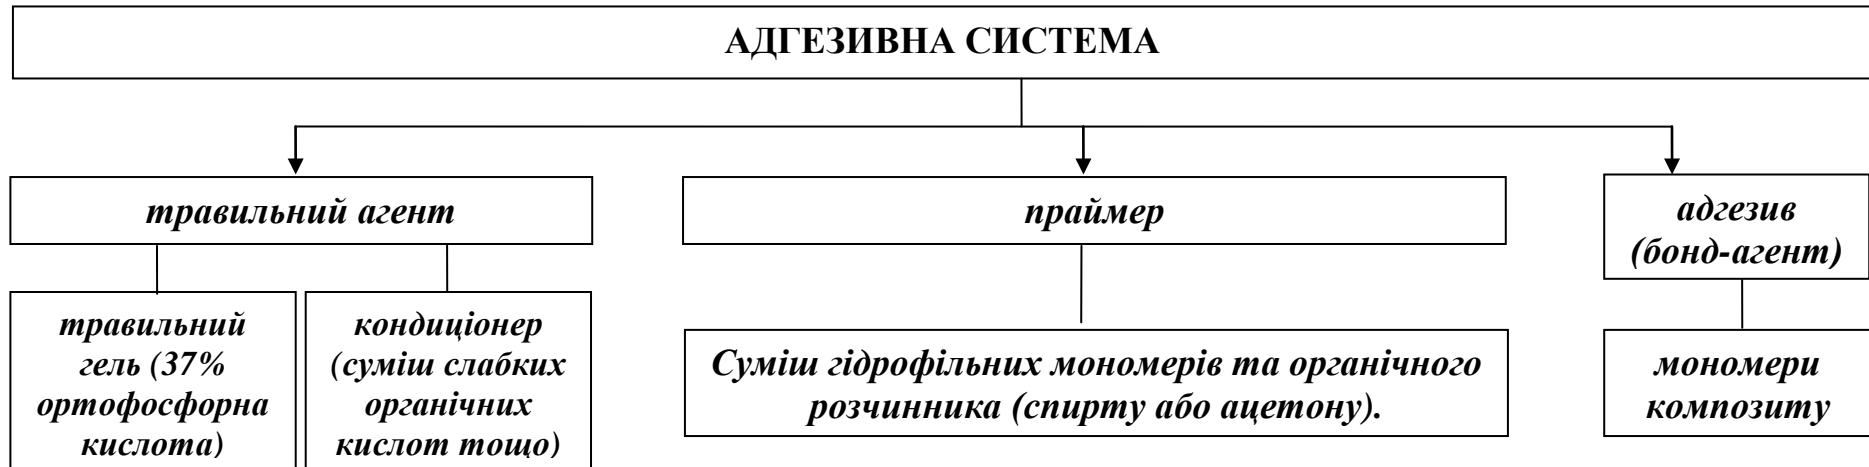 АДГЕЗИВНА СИСТЕМА
травильний агент
праймер
адгезив
(бонд-агент)
травильний
гель (37%
ортофосфорна
кислота)
кондиціонер
(суміш слабких
органічних
кислот тощо)
Суміш гідрофільних мономерів та органічного
розчинника (спирту або ацетону).
мономери
композиту